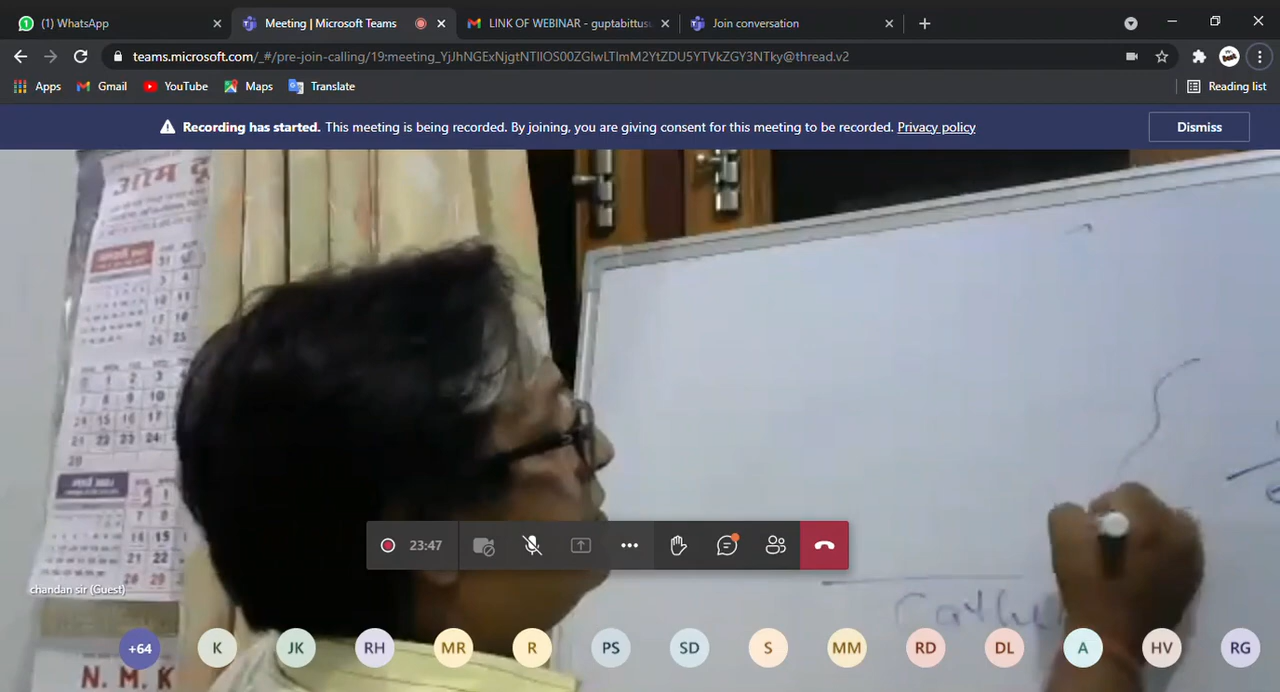 (1) WhatsApp
Meeting | Microsoft Teams
LINK OF WEBINAR - guptabittusu
Join conversation
teams.microsoft.com/_#/pre-join-calling/19:meeting_YjJhNGExNjgtNTIlOS00ZGIwLTlmM2YtZDU5YTVkZGY3NTky@thread.v2
Apps
Gmail
YouTube
Maps
Translate
Reading list
Recording has started. This meeting is being recorded. By joining, you are giving consent for this meeting to be recorded. Privacy policy
Dismiss
ओम
23:47
chandan sir (Guest)
+64
K
JK
RH
MR
R
PS
SD
S
MM
RD
DL
A
HV
RG
N. M. K